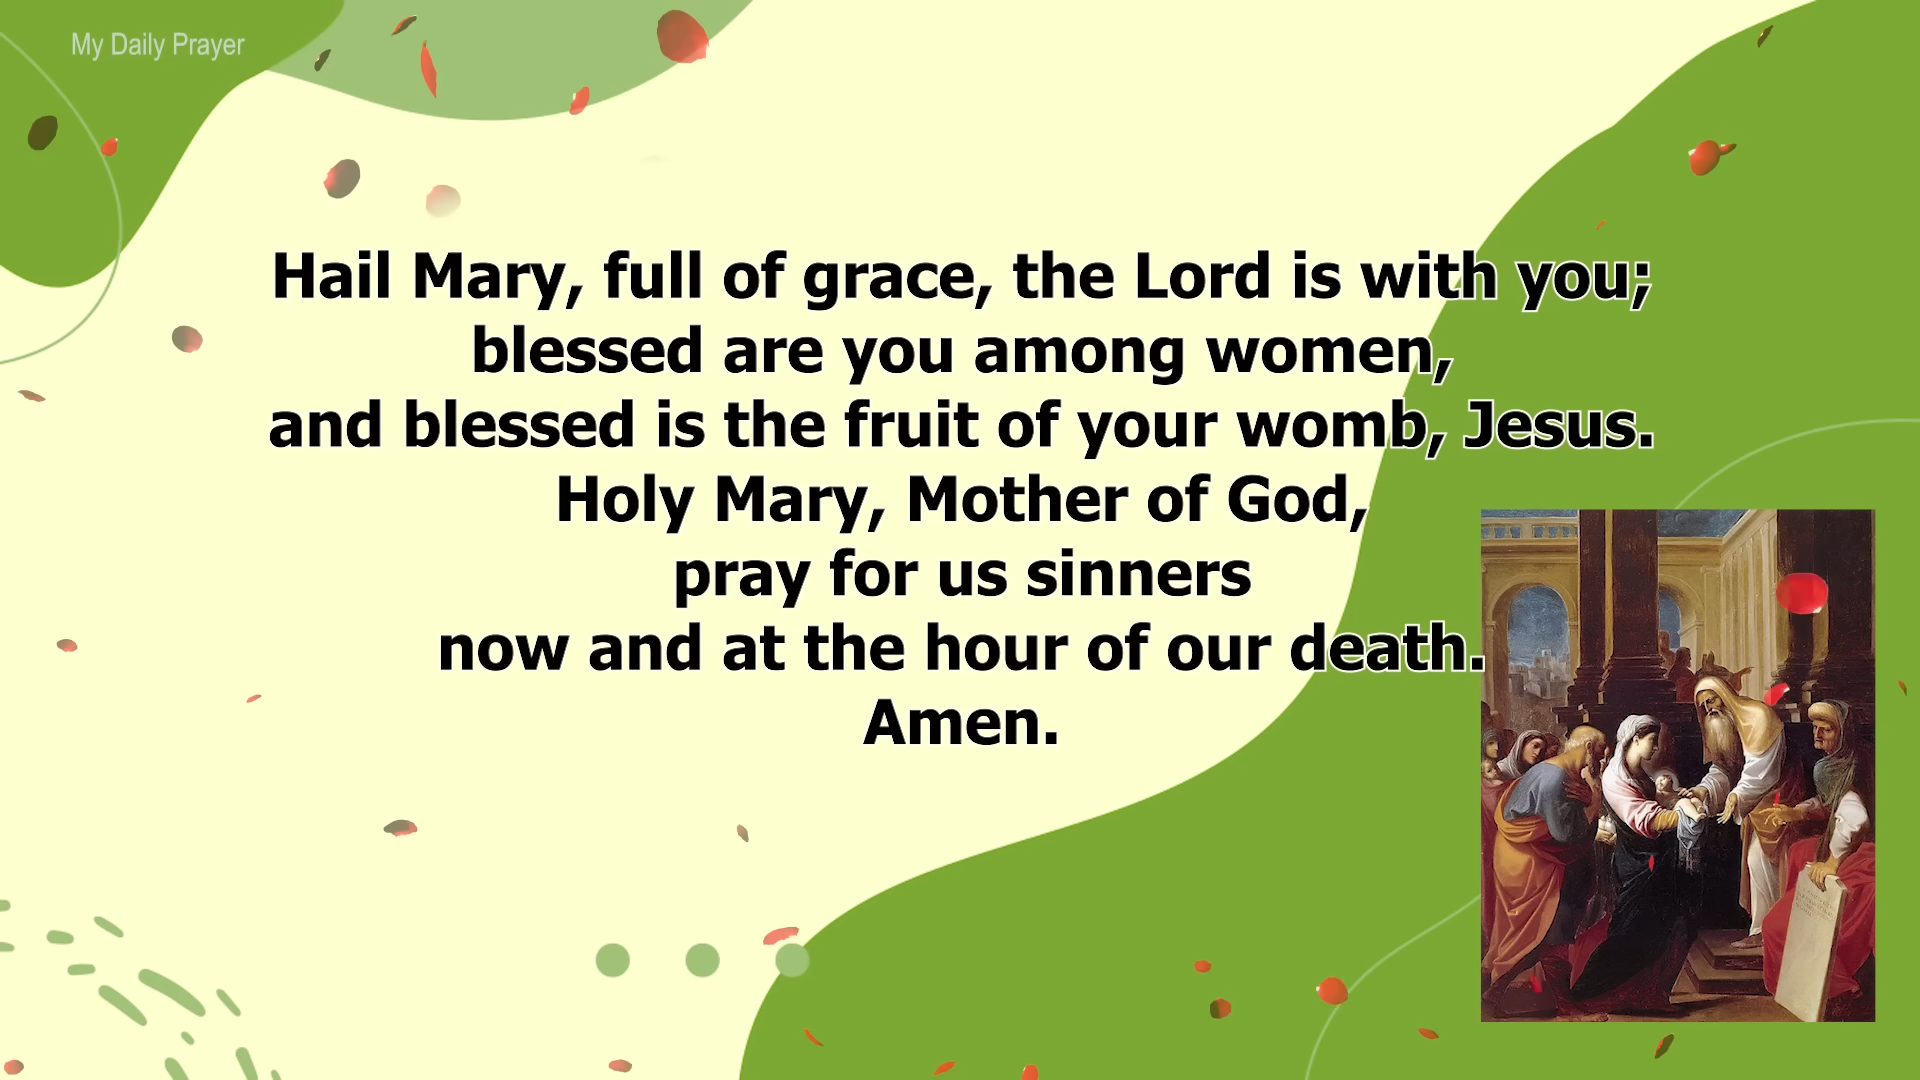 My Daily Prayer
Hail Mary, full of grace, the Lord is with you;
blessed are you among women,
and blessed is the fruit of your womb, Jesus.
Holy Mary, Mother of God,
pray for us sinners
now and at the hour of our death.
Amen.